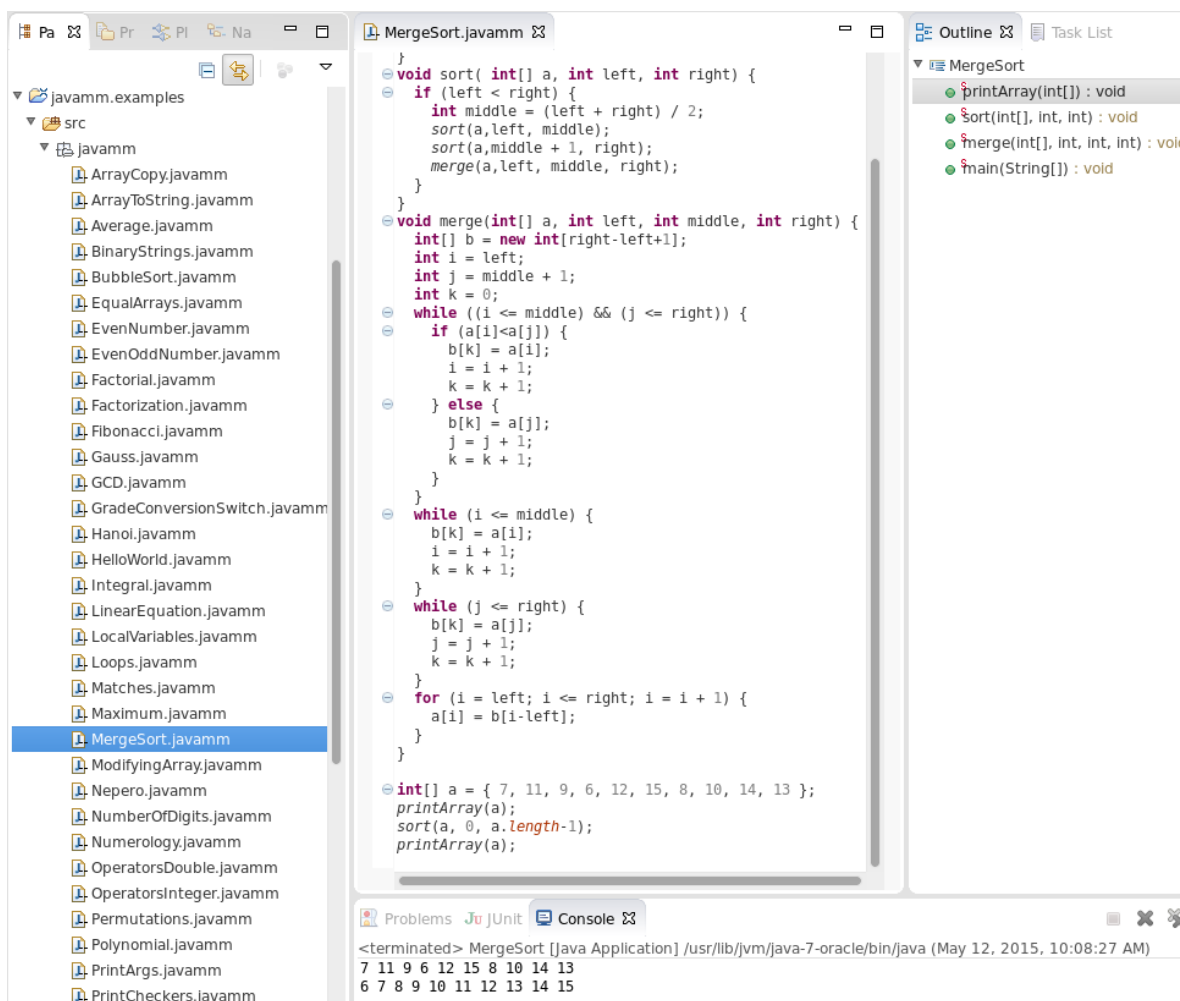 Pa Pr Pl Na
javamm.examples
src
javamm
ArrayCopy.javamm
ArrayToString.javamm
Average.javamm
BinaryStrings.javamm
BubbleSort.javamm
EqualArrays.javamm
EvenNumber.javamm
EvenOddNumber.javamm
Factorial.javamm
Factorization.javamm
Fibonacci.javamm
Gauss.javamm
GCD.javamm
GradeConversionSwitch.javamm
Hanoi.javamm
HelloWorld.javamm
Integral.javamm
LinearEquation.javamm
LocalVariables.javamm
Loops.javamm
Matches.javamm
Maximum.javamm
MergeSort.javamm
ModifyingArray.javamm
Nepero.javamm
NumberOfDigits.javamm
Numerology.javamm
OperatorsDouble.javamm
OperatorsInteger.javamm
Permutations.javamm
Polynomial.javamm
PrintArgs.javamm
PrintCheckers.javamm
MergeSort.javamm
}
void sort( int[] a, int left, int right) {
if (left < right) {
int middle = (left + right) / 2;
sort(a,left, middle);
sort(a,middle + 1, right);
merge(a,left, middle, right);
}
}
void merge(int[] a, int left, int middle, int right) {
int[] b = new int[right-left+1];
int i = left;
int j = middle + 1;
int k = 0;
while ((i <= middle) && (j <= right)) {
if (a[i]<a[j]) {
b[k] = a[i];
i = i + 1;
k = k + 1;
} else {
b[k] = a[j];
j = j + 1;
k = k + 1;
}
}
while (i <= middle) {
b[k] = a[i];
i = i + 1;
k = k + 1;
}
while (j <= right) {
b[k] = a[j];
j = j + 1;
k = k + 1;
}
for (i = left; i <= right; i = i + 1) {
a[i] = b[i-left];
}
}
int[] a = { 7, 11, 9, 6, 12, 15, 8, 10, 14, 13 };
printArray(a);
sort(a, 0, a.length-1);
printArray(a);
Outline Task List
MergeSort
S printArray(int[]) : void
S sort(int[], int, int) : void
S merge(int[], int, int, int) : void
S main(String[]) : void
Problems JUnit Console
<terminated> MergeSort [Java Application] /usr/lib/jvm/java-7-oracle/bin/java (May 12, 2015, 10:08:27 AM)
7 11 9 6 12 15 8 10 14 13
6 7 8 9 10 11 12 13 14 15